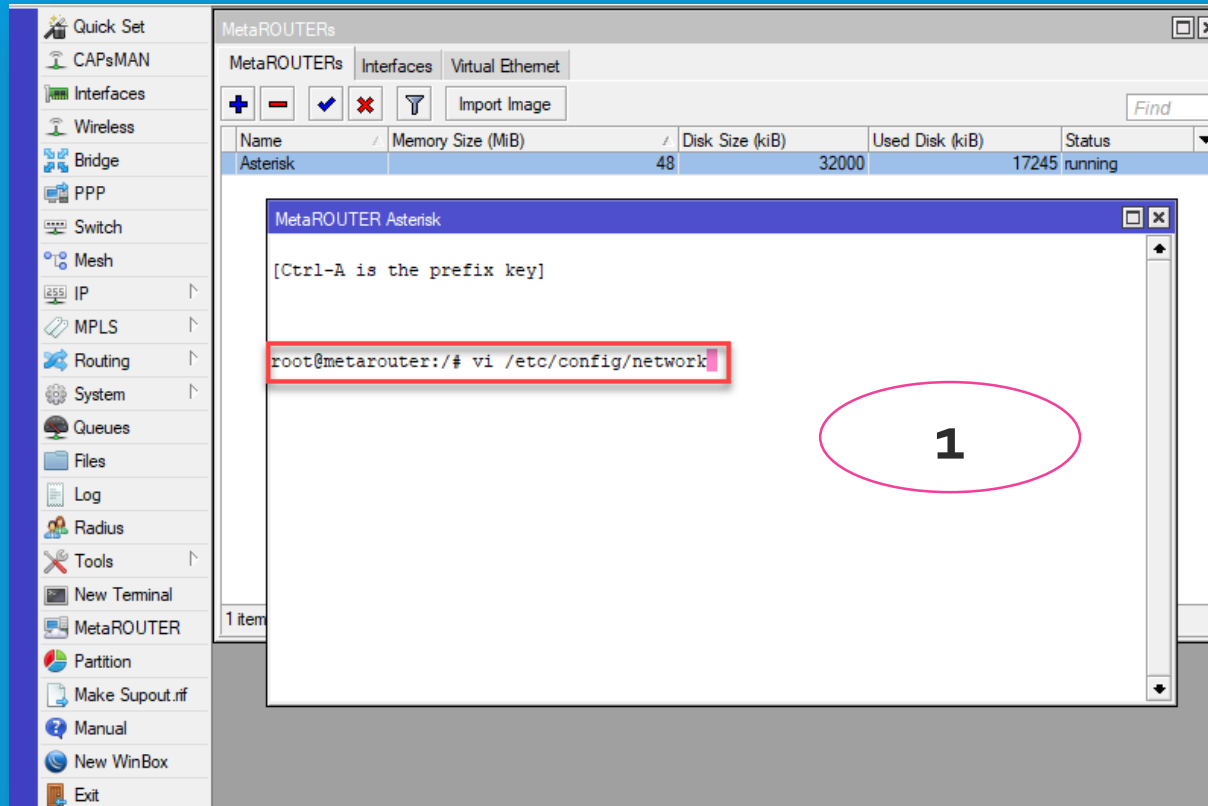 Quick Set
CAPsMAN
Interfaces
Wireless
Bridge
PPP
Switch
Mesh
255 IP
MPLS
Routing
System
Queues
Files
Log
Radius
Tools
New Terminal
MetaROUTER
Partition
Make Supout.rif
Manual
New WinBox
Exit
MetaROUTERs
MetaROUTERs Interfaces Virtual Ethernet
Import Image
Find
Name Memory Size (MiB) Disk Size (kiB) Used Disk (kiB) Status
Asterisk 48 32000 17245 running
MetaROUTER Asterisk
[Ctrl-A is the prefix key]
root@metarouter:/# vi /etc/config/network
1
1 item